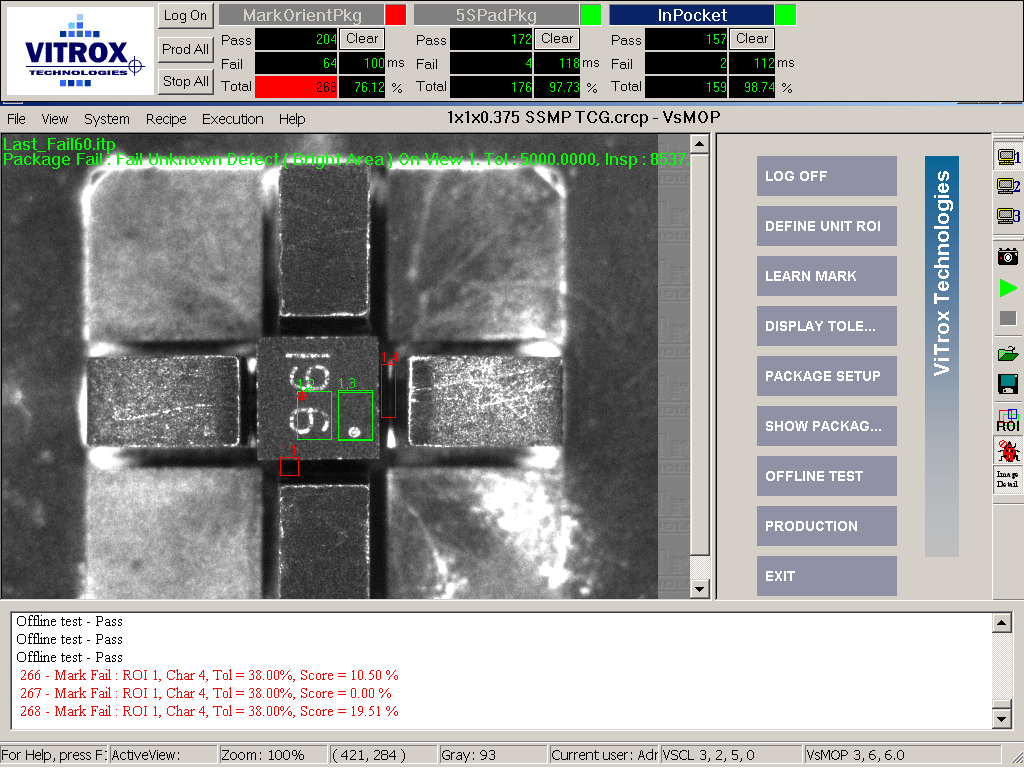 VITROX
TECHNOLOGIES
Log On
Prod All
Stop All
MarkOrientPkg
Pass 204 Clear
Fail 64 100 ms
Total 268 76.12 %
5SPadPkg
Pass 172 Clear
Fail 4 118 ms
Total 176 97.73 %
InPocket
Pass 157 Clear
Fail 2 112 ms
Total 159 98.74 %
File View System Recipe Execution Help
1x1x0.375 SSMP TCG.crcp - VsMOP
Last_Fail60.itp
Package Fail : Fail Unknown Defect ( Bright Area ) On View 1. Tol : 5000.0000, Insp : 8537.
1,4
1,2 1,3
1,1
LOG OFF
DEFINE UNIT ROI
LEARN MARK
DISPLAY TOLE...
PACKAGE SETUP
SHOW PACKAG...
OFFLINE TEST
PRODUCTION
EXIT
ViTrox Technologies
1
2
3
ROI
Image
Detail
Offline test - Pass
Offline test - Pass
Offline test - Pass
266 - Mark Fail : ROI 1, Char 4, Tol = 38.00%, Score = 10.50 %
267 - Mark Fail : ROI 1, Char 4, Tol = 38.00%, Score = 0.00 %
268 - Mark Fail : ROI 1, Char 4, Tol = 38.00%, Score = 19.51 %
For Help, press F1 ActiveView: Zoom: 100% ( 421, 284 ) Gray: 93 Current user: Adr VSCL 3, 2, 5, 0 VsMOP 3, 6, 6.0